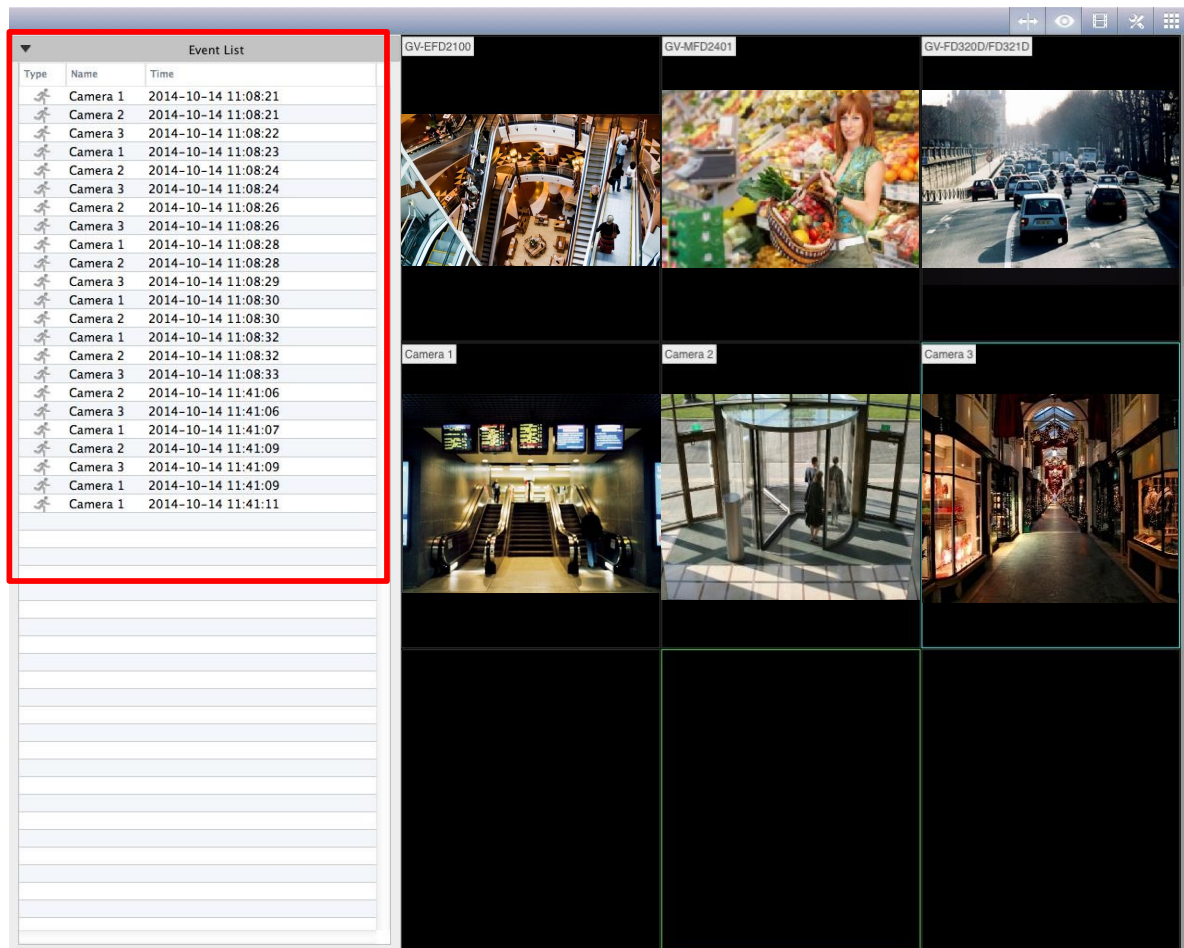 Event List
Type Name Time
Camera 1 2014-10-14 11:08:21
Camera 2 2014-10-14 11:08:21
Camera 3 2014-10-14 11:08:22
Camera 1 2014-10-14 11:08:23
Camera 2 2014-10-14 11:08:24
Camera 3 2014-10-14 11:08:24
Camera 2 2014-10-14 11:08:26
Camera 3 2014-10-14 11:08:26
Camera 1 2014-10-14 11:08:28
Camera 2 2014-10-14 11:08:28
Camera 3 2014-10-14 11:08:29
Camera 1 2014-10-14 11:08:30
Camera 2 2014-10-14 11:08:30
Camera 1 2014-10-14 11:08:32
Camera 2 2014-10-14 11:08:32
Camera 3 2014-10-14 11:08:33
Camera 2 2014-10-14 11:41:06
Camera 3 2014-10-14 11:41:06
Camera 1 2014-10-14 11:41:07
Camera 2 2014-10-14 11:41:09
Camera 3 2014-10-14 11:41:09
Camera 1 2014-10-14 11:41:09
Camera 1 2014-10-14 11:41:11
GV-EFD2100
GV-MFD2401
GV-FD320D/FD321D
Camera 1
Camera 2
Camera 3